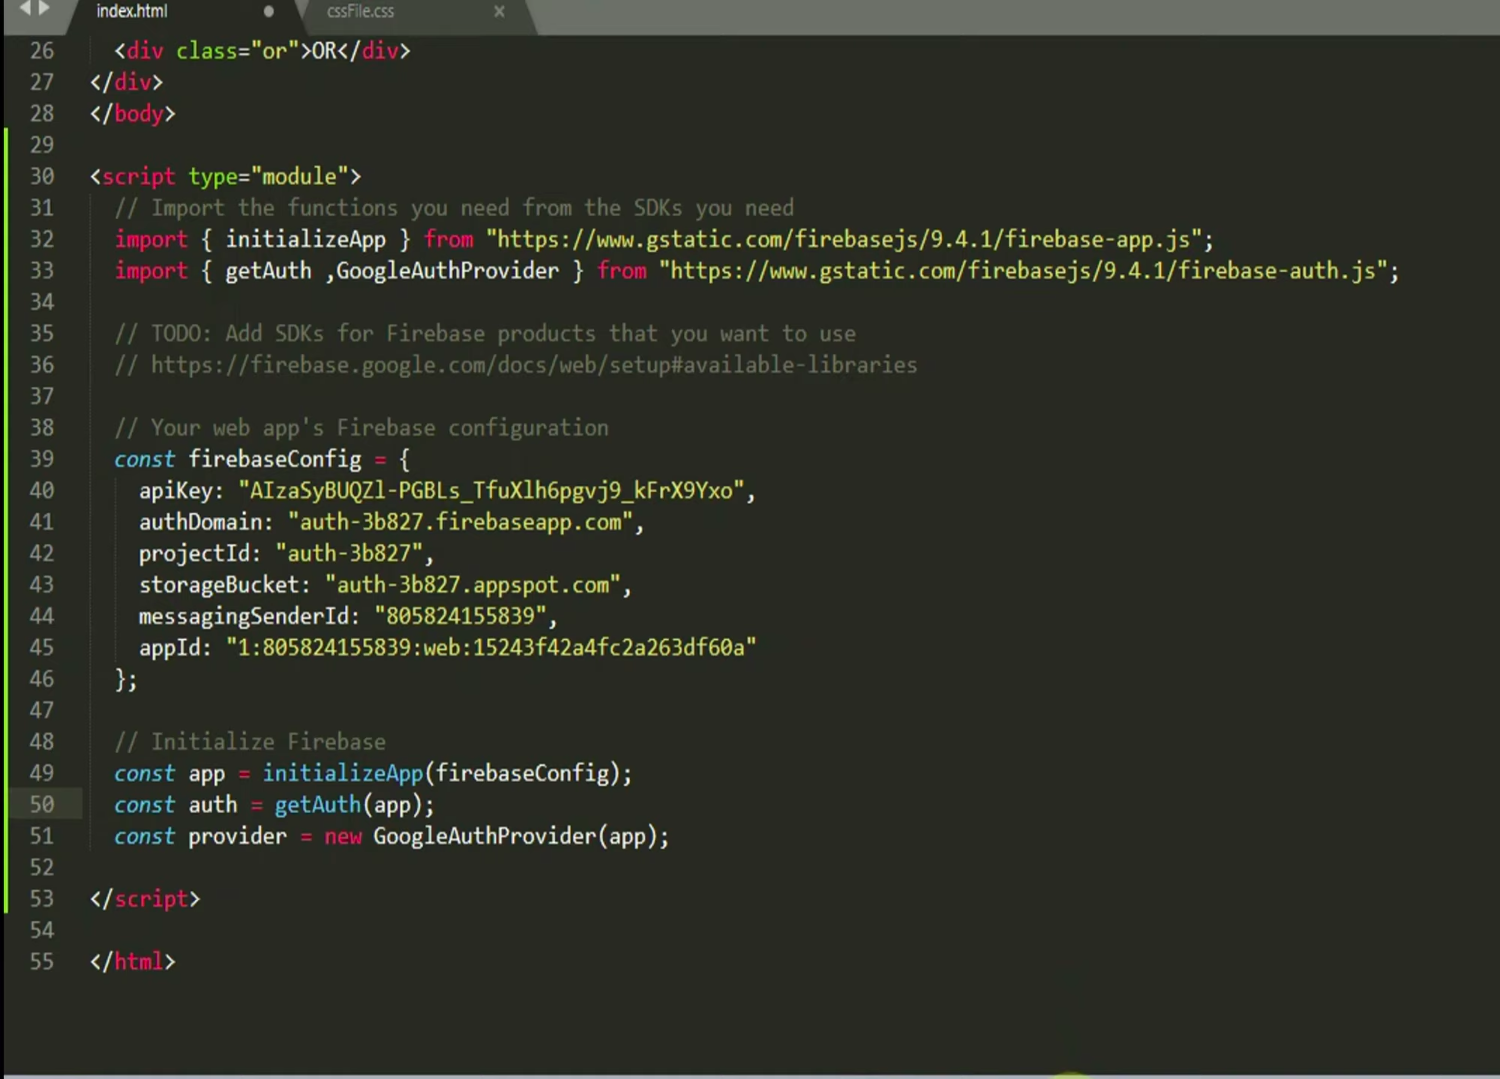 index.html cssFile.css
26 <div class="or">OR</div>
27 </div>
28 </body>
29
30 <script type="module">
31 // Import the functions you need from the SDKs you need
32 import { initializeApp } from "https://www.gstatic.com/firebasejs/9.4.1/firebase-app.js";
33 import { getAuth ,GoogleAuthProvider } from "https://www.gstatic.com/firebasejs/9.4.1/firebase-auth.js";
34
35 // TODO: Add SDKs for Firebase products that you want to use
36 // https://firebase.google.com/docs/web/setup#available-libraries
37
38 // Your web app's Firebase configuration
39 const firebaseConfig = {
40 apiKey: "AIzaSyBUQZl-PGBLs_TfuXlh6pgvj9_kFrX9Yxo",
41 authDomain: "auth-3b827.firebaseapp.com",
42 projectId: "auth-3b827",
43 storageBucket: "auth-3b827.appspot.com",
44 messagingSenderId: "805824155839",
45 appId: "1:805824155839:web:15243f42a4fc2a263df60a"
46 };
47
48 // Initialize Firebase
49 const app = initializeApp(firebaseConfig);
50 const auth = getAuth(app);
51 const provider = new GoogleAuthProvider(app);
52
53 </script>
54
55 </html>